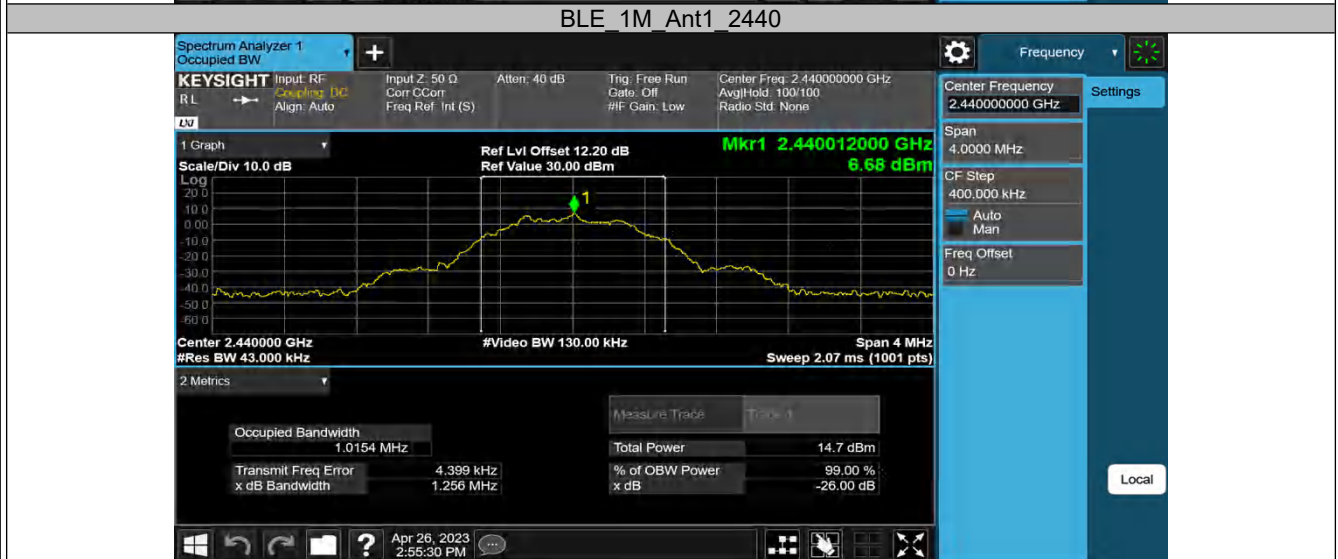 BLE_1M_Ant1_2440
Spectrum Analyzer 1
Occupied BW
Frequency
KEYSIGHT
R L
LXI
Input: RF
Coupling: DC
Align: Auto
Input Z: 50 Ω
Corr CCorr
Freq Ref: Int (S)
Atten: 40 dB
Trig: Free Run
Gate: Off
#IF Gain: Low
Center Freq: 2.440000000 GHz
Avg|Hold: 100/100
Radio Std: None
Center Frequency
2.440000000 GHz
Settings
Span
4.0000 MHz
CF Step
400.000 kHz
Auto
Man
Freq Offset
0 Hz
1 Graph
Scale/Div 10.0 dB
Ref Lvl Offset 12.20 dB
Ref Value 30.00 dBm
Mkr1 2.440012000 GHz
6.68 dBm
Log
20.0
10.0
0.00
-10.0
-20.0
-30.0
-40.0
-50.0
-60.0
1
Center 2.440000 GHz
#Res BW 43.000 kHz
#Video BW 130.00 kHz
Span 4 MHz
Sweep 2.07 ms (1001 pts)
2 Metrics
Measure Trace
Trace 1
Occupied Bandwidth
1.0154 MHz
Total Power
14.7 dBm
Transmit Freq Error
4.399 kHz
% of OBW Power
99.00 %
x dB Bandwidth
1.256 MHz
x dB
-26.00 dB
Local
?
Apr 26, 2023
2:55:30 PM